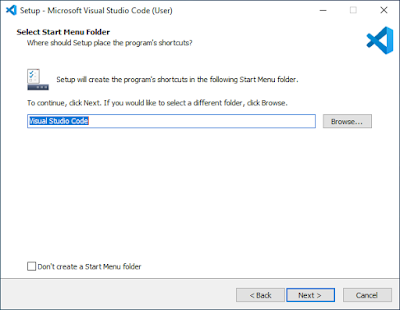 Setup - Microsoft Visual Studio Code (User)
Select Start Menu Folder
Where should Setup place the program's shortcuts?
Setup will create the program's shortcuts in the following Start Menu folder.
To continue, click Next. If you would like to select a different folder, click Browse.
Visual Studio Code
Browse...
Don't create a Start Menu folder
< Back
Next >
Cancel